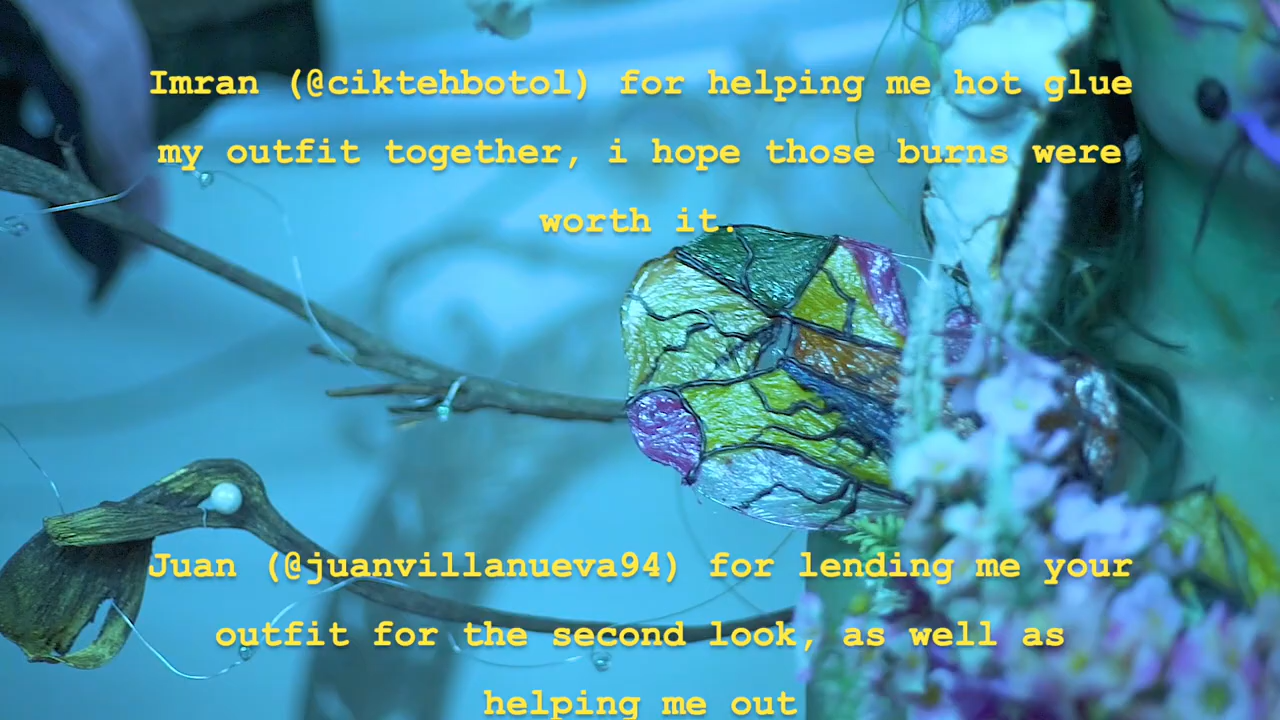 Imran (@ciktehbotol) for helping me hot glue
my outfit together, i hope those burns were
worth it.
Juan (@juanvillanueva94) for lending me your
outfit for the second look, as well as
helping me out